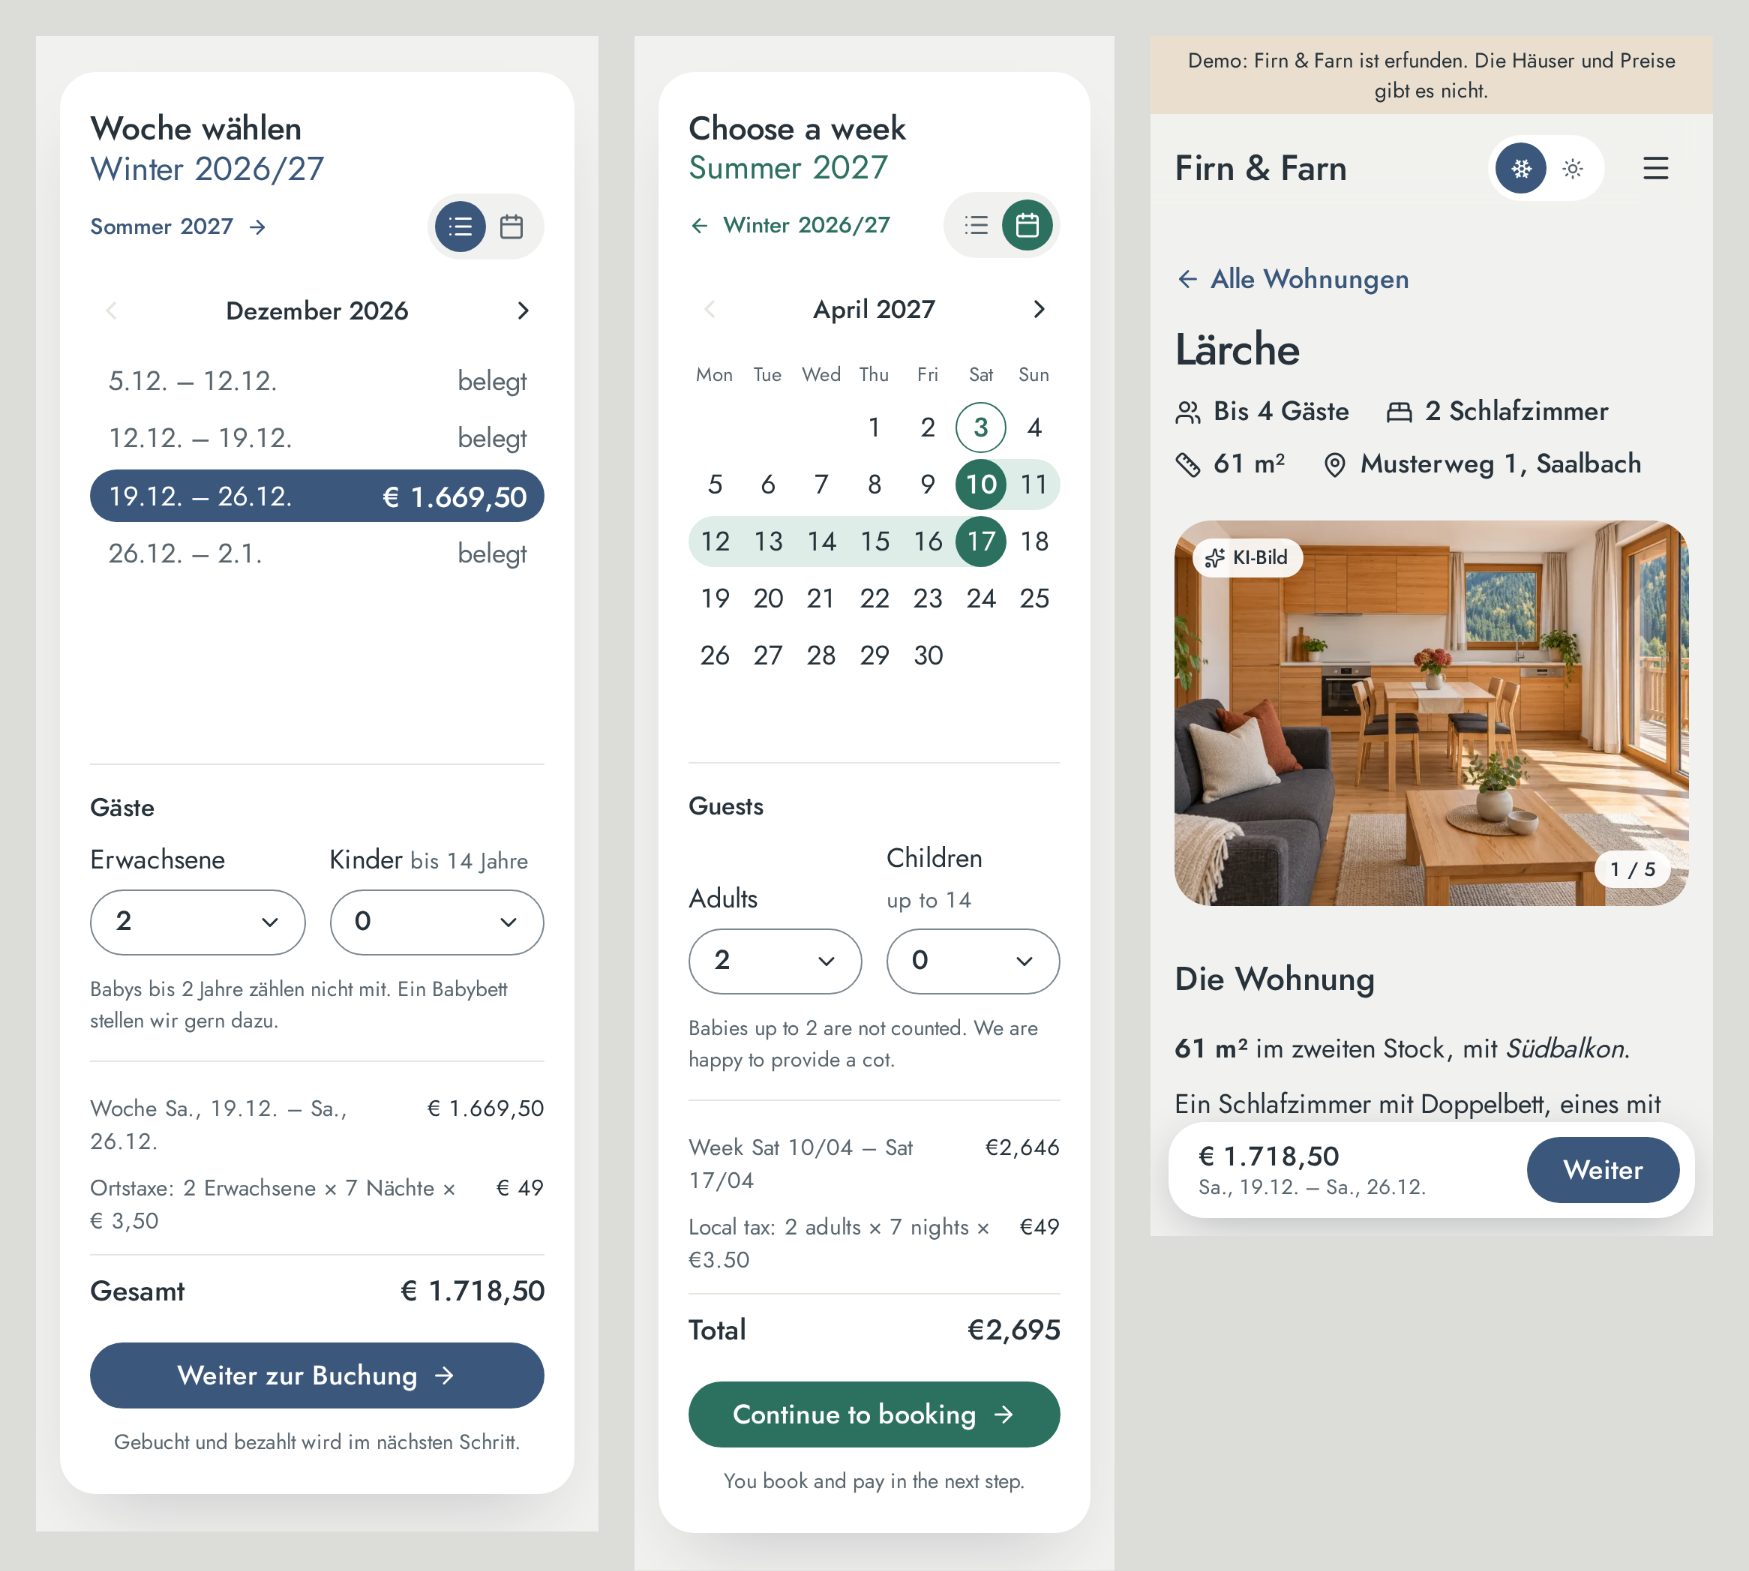 Woche wählen
Winter 2026/27
Sommer 2027 →
Dezember 2026
5.12. – 12.12. belegt
12.12. – 19.12. belegt
19.12. – 26.12. € 1.669,50
26.12. – 2.1. belegt
Gäste
Erwachsene Kinder bis 14 Jahre
2 0
Babys bis 2 Jahre zählen nicht mit. Ein Babybett
stellen wir gern dazu.
Woche Sa., 19.12. – Sa., € 1.669,50
26.12.
Ortstaxe: 2 Erwachsene × 7 Nächte × € 49
€ 3,50
Gesamt € 1.718,50
Weiter zur Buchung →
Gebucht und bezahlt wird im nächsten Schritt.
Choose a week
Summer 2027
← Winter 2026/27
April 2027
Mon Tue Wed Thu Fri Sat Sun
1 2 3 4
5 6 7 8 9 10 11
12 13 14 15 16 17 18
19 20 21 22 23 24 25
26 27 28 29 30
Guests
Children
Adults up to 14
2 0
Babies up to 2 are not counted. We are
happy to provide a cot.
Week Sat 10/04 – Sat €2,646
17/04
Local tax: 2 adults × 7 nights × €49
€3.50
Total €2,695
Continue to booking →
You book and pay in the next step.
Demo: Firn & Farn ist erfunden. Die Häuser und Preise
gibt es nicht.
Firn & Farn
← Alle Wohnungen
Lärche
Bis 4 Gäste 2 Schlafzimmer
61 m² Musterweg 1, Saalbach
KI-Bild
1 / 5
Die Wohnung
61 m² im zweiten Stock, mit Südbalkon.
Ein Schlafzimmer mit Doppelbett, eines mit
€ 1.718,50
Sa., 19.12. – Sa., 26.12.
Weiter